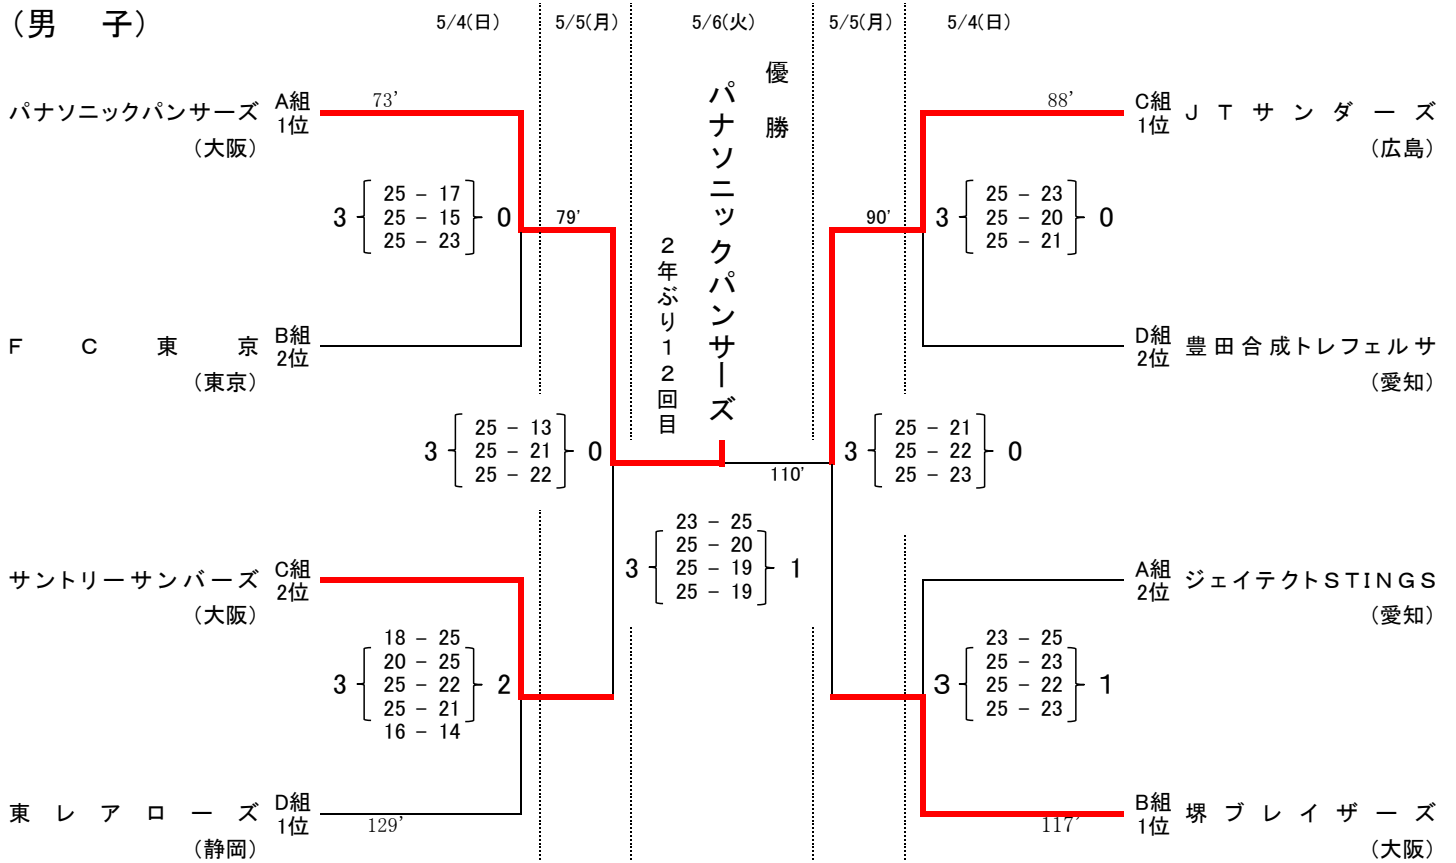 (男 子)
5/4(日) 5/5(月) 5/6(火) 5/5(月) 5/4(日)
優勝
パナソニックパンサーズ
2年ぶり12回目
パナソニックパンサーズ A組 1位 73'
(大阪)
3 0
25 - 17
25 - 15
25 - 23
79'
FC東京 B組 2位
(東京)
3 0
25 - 13
25 - 21
25 - 22
サントリーサンバーズ C組 2位
(大阪)
3 2
18 - 25
20 - 25
25 - 22
25 - 21
16 - 14
東レアローズ D組 1位 129'
(静岡)
110'
3 1
23 - 25
25 - 20
25 - 19
25 - 19
88' C組 1位 JTサンダーズ
(広島)
90'
3 0
25 - 23
25 - 20
25 - 21
D組 2位 豊田合成トレフェルサ
(愛知)
3 0
25 - 21
25 - 22
25 - 23
A組 2位 ジェイテクトSTINGS
(愛知)
3 1
23 - 25
25 - 23
25 - 22
25 - 23
117' B組 1位 堺ブレイザーズ
(大阪)